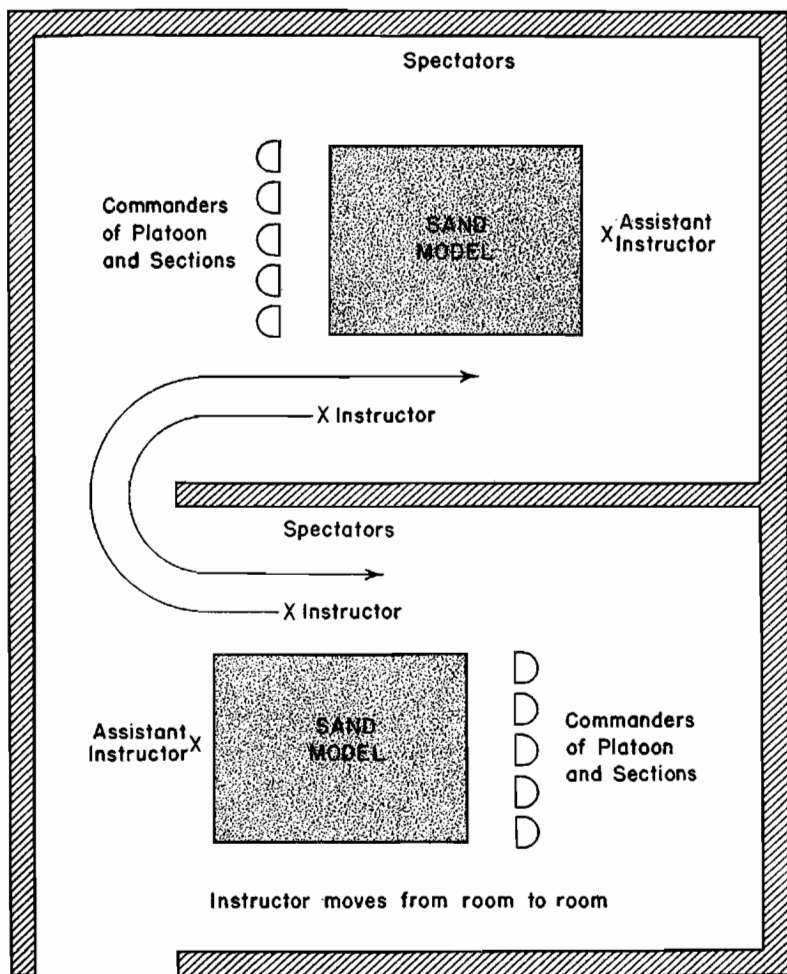 Spectators
Commanders
of Platoon
and Sections
SAND
MODEL
X Assistant
Instructor
X Instructor
Spectators
X Instructor
Assistant
Instructor X
SAND
MODEL
Commanders
of Platoon
and Sections
Instructor moves from room to room